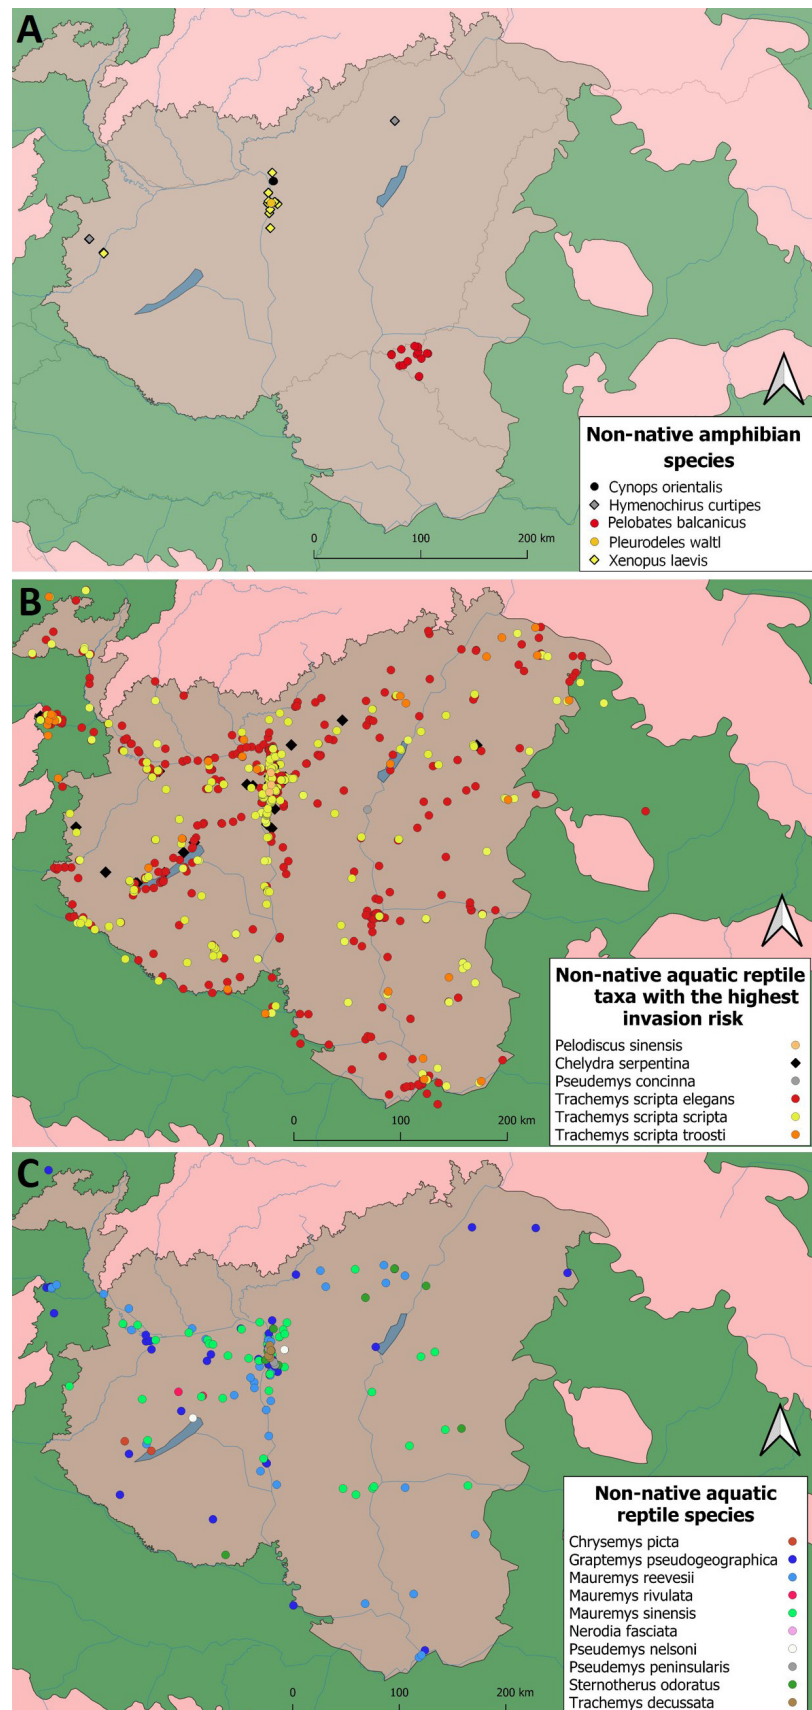 A
Non-native amphibian
species
Cynops orientalis
Hymenochirus curtipes
Pelobates balcanicus
Pleurodeles waltl
Xenopus laevis
0 100 200 km
B
Non-native aquatic reptile
taxa with the highest
invasion risk
Pelodiscus sinensis
Chelydra serpentina
Pseudemys concinna
Trachemys scripta elegans
Trachemys scripta scripta
Trachemys scripta troosti
0 100 200 km
C
Non-native aquatic
reptile species
Chrysemys picta
Graptemys pseudogeographica
Mauremys reevesii
Mauremys rivulata
Mauremys sinensis
Nerodia fasciata
Pseudemys nelsoni
Pseudemys peninsularis
Sternotherus odoratus
Trachemys decussata
0 100 200 km